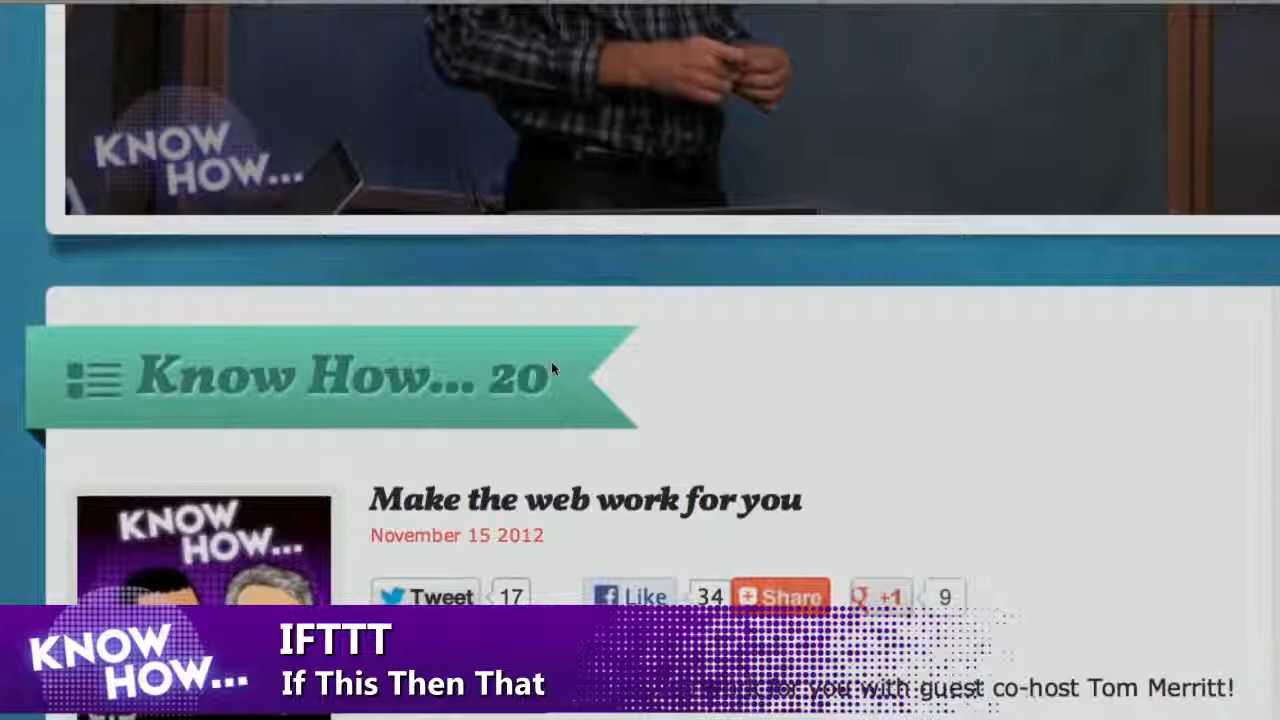 KNOW
HOW...
Know How... 20
Make the web work for you
November 15 2012
KNOW
HOW...
Tweet 17 Like 34 Share +1 9
KNOW
HOW...
IFTTT
If This Then That
for you with guest co-host Tom Merritt!